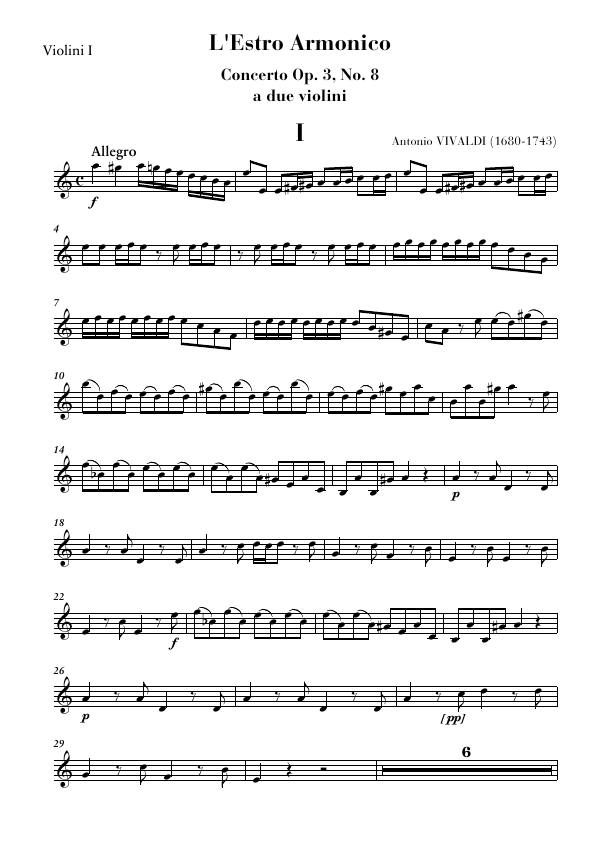 Violini I
L'Estro Armonico
Concerto Op. 3, No. 8
a due violini
I
Antonio VIVALDI (1680-1743)
Allegro
f
4
7
10
14
p
18
22
f
26
p
[pp]
29
6